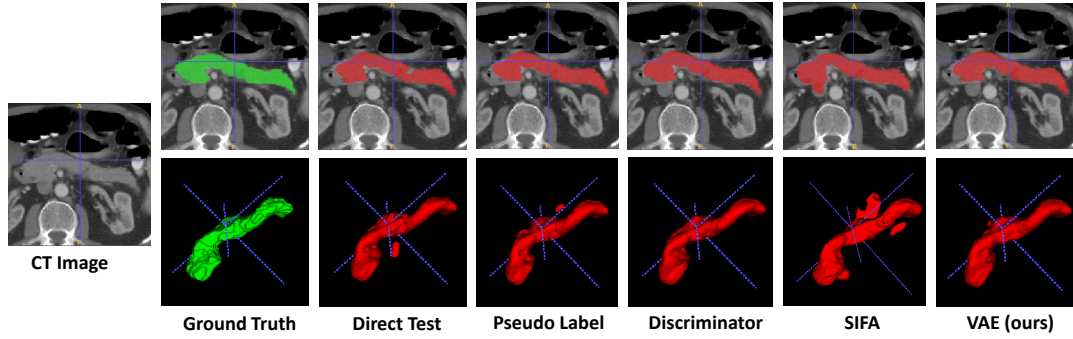 CT Image
Ground Truth
Direct Test
Pseudo Label
Discriminator
SIFA
VAE (ours)